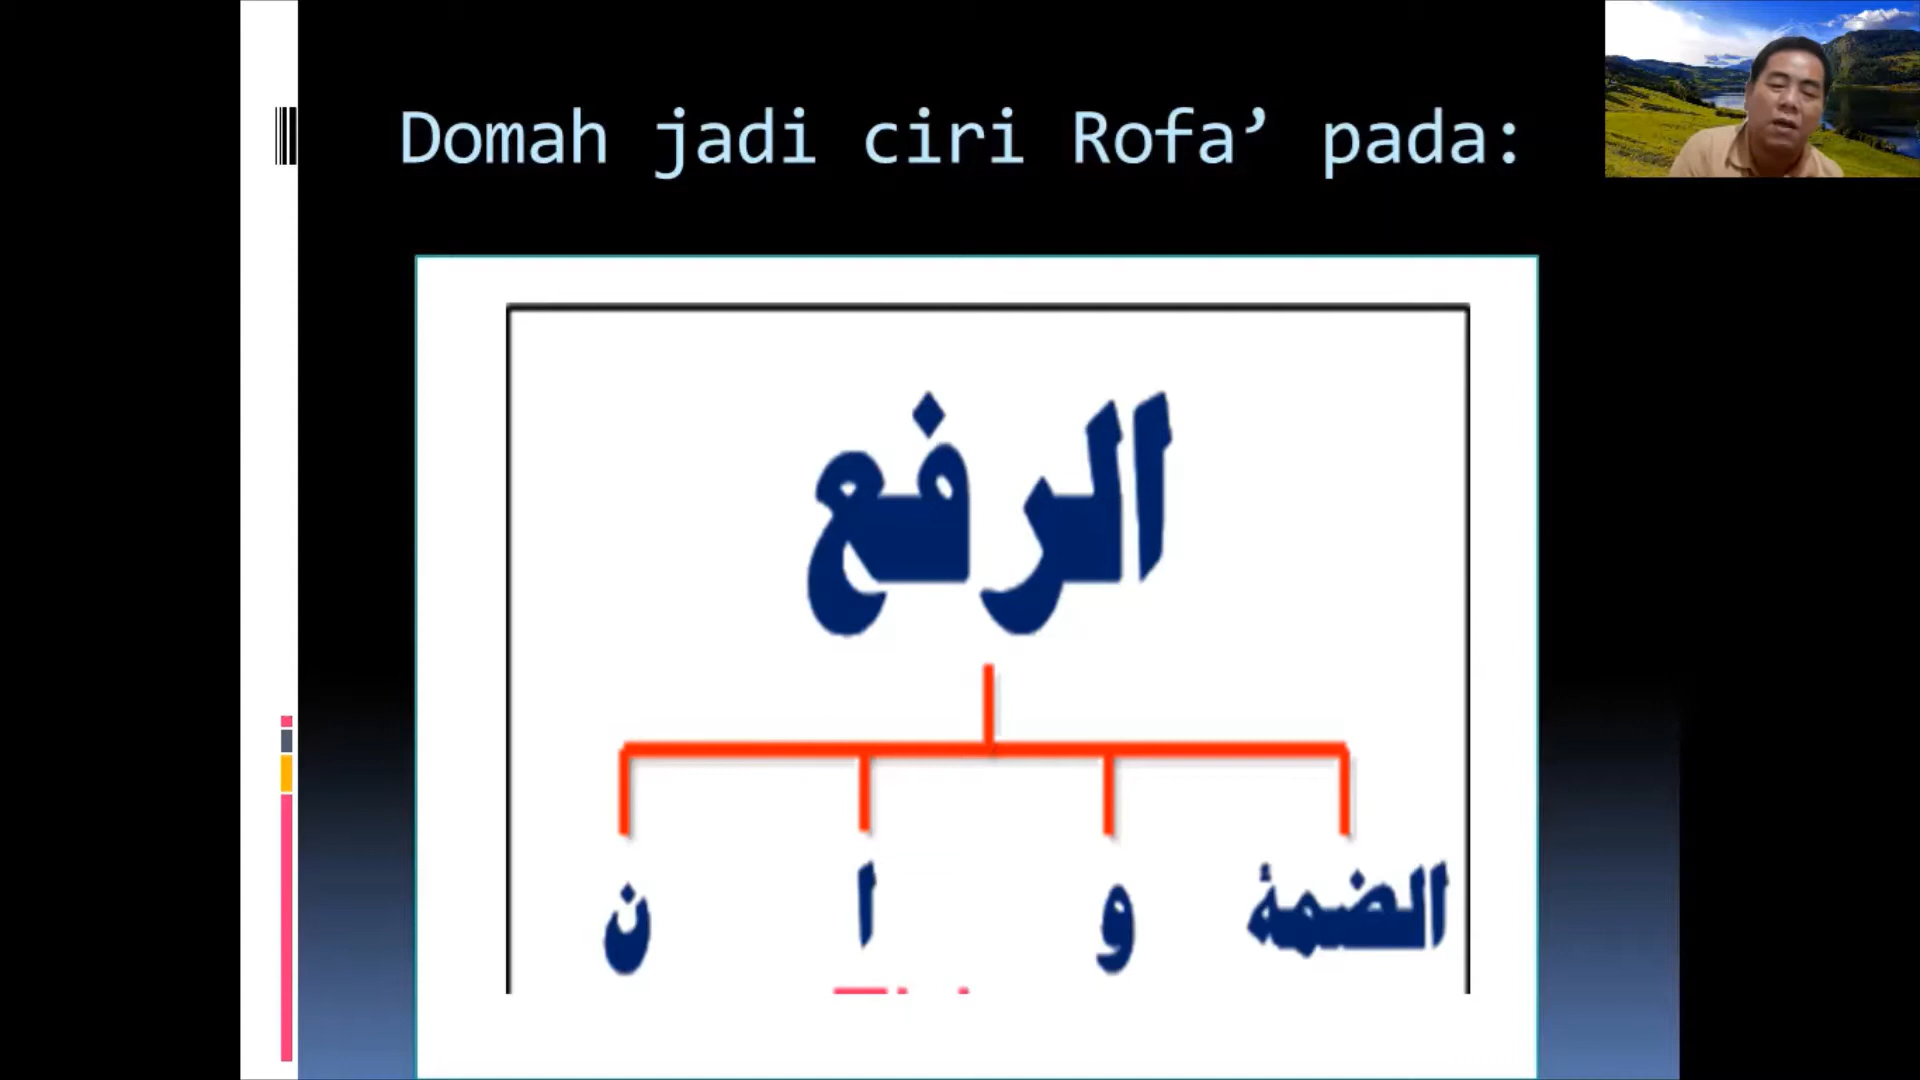 Domah jadi ciri Rofa’ pada:
الرفع
الضمة و ا ن